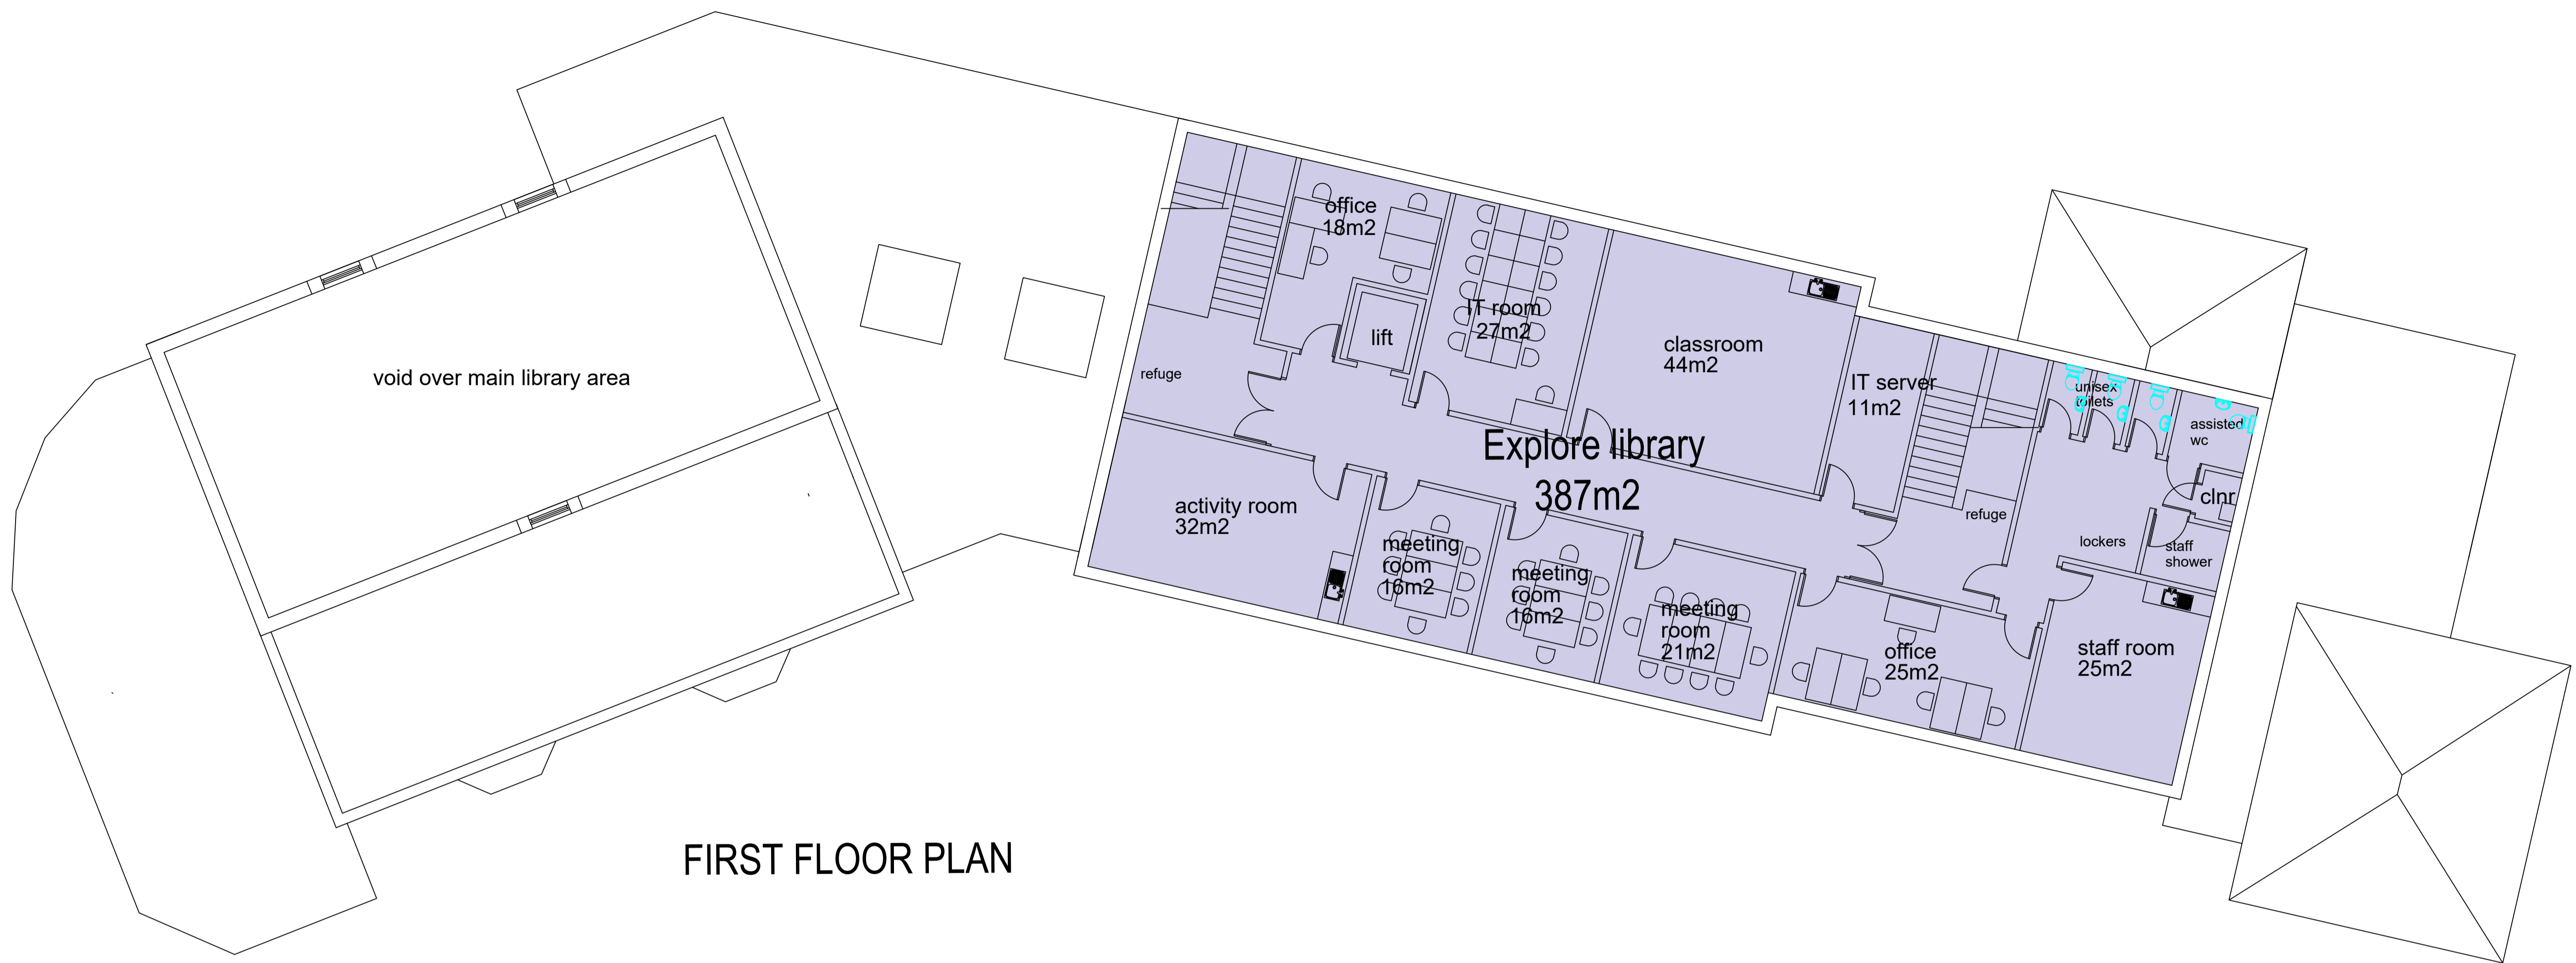 office
18m2
IT room
27m2
lift
classroom
44m2
refuge
void over main library area
IT server
11m2
unisex
toilets
assisted
wc
clnr
Explore library
387m2
activity room
32m2
refuge
lockers
staff
shower
meeting
room
16m2
meeting
room
16m2
meeting
room
21m2
office
25m2
staff room
25m2
FIRST FLOOR PLAN